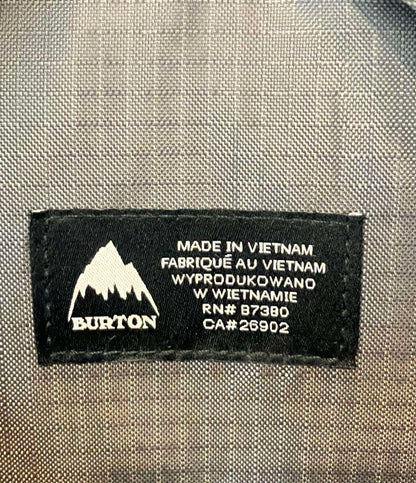 BURTON
MADE IN VIETNAM
FABRIQUÉ AU VIETNAM
WYPRODUKOWANO
W WIETNAMIE
RN# 87380
CA#26902